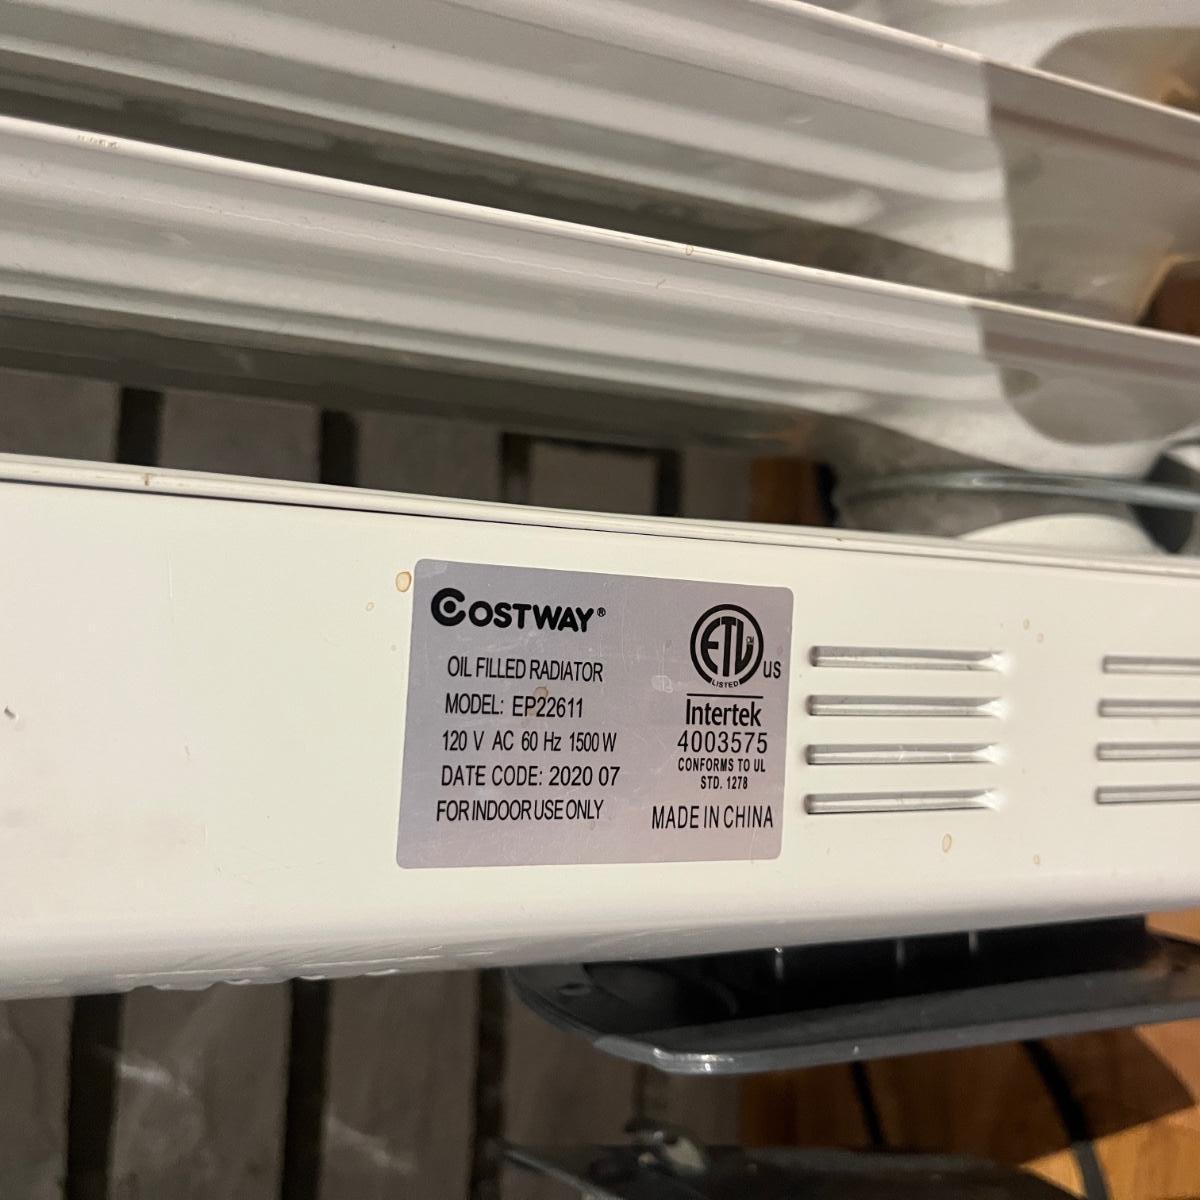 COSTWAY®
OIL FILLED RADIATOR
MODEL: EP22611
120 V AC 60 Hz 1500 W
DATE CODE: 2020 07
FOR INDOOR USE ONLY
ETL CM
LISTED
US
Intertek
4003575
CONFORMS TO UL
STD. 1278
MADE IN CHINA